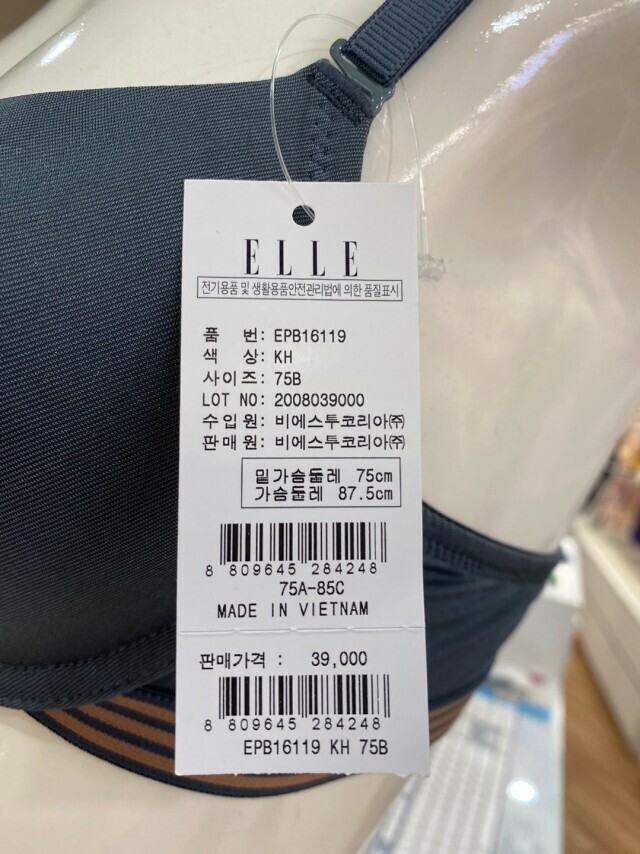 ELLE
전기용품 및 생활용품안전관리법에 의한 품질표시
품 번: EPB16119
색 상: KH
사이즈: 75B
LOT NO: 2008039000
수입원: 비에스투코리아㈜
판매원: 비에스투코리아㈜
밑가슴둘레 75cm
가슴둘레 87.5cm
8 809645 284248
75A-85C
MADE IN VIETNAM
판매가격 : 39,000
8 809645 284248
EPB16119 KH 75B